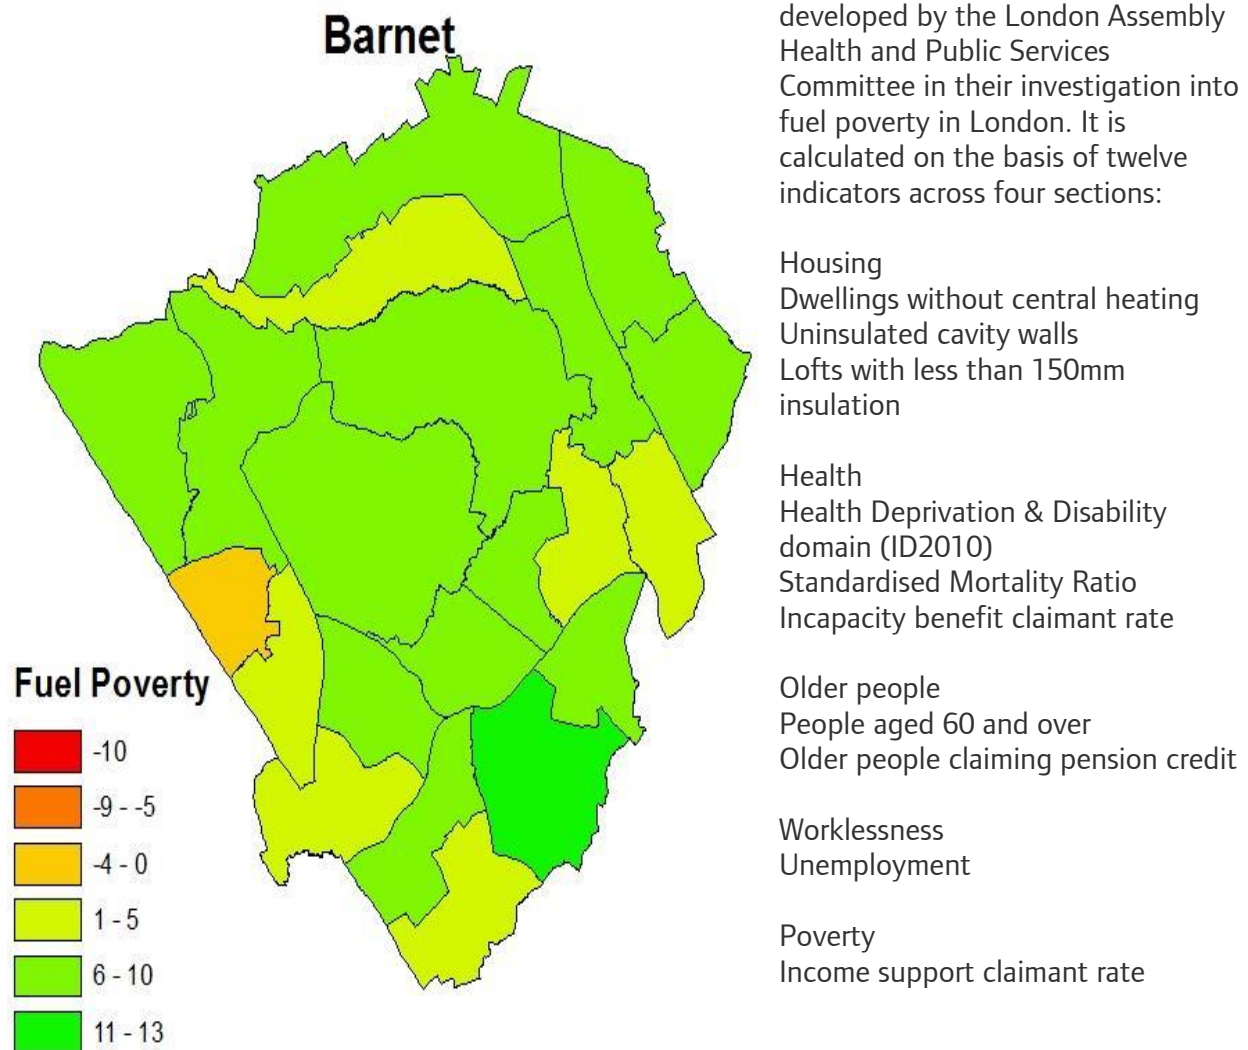 Barnet
Fuel Poverty
-10
-9 - -5
-4 - 0
1 - 5
6 - 10
11 - 13
developed by the London Assembly
Health and Public Services
Committee in their investigation into
fuel poverty in London. It is
calculated on the basis of twelve
indicators across four sections:
Housing
Dwellings without central heating
Uninsulated cavity walls
Lofts with less than 150mm
insulation
Health
Health Deprivation & Disability
domain (ID2010)
Standardised Mortality Ratio
Incapacity benefit claimant rate
Older people
People aged 60 and over
Older people claiming pension credit
Worklessness
Unemployment
Poverty
Income support claimant rate